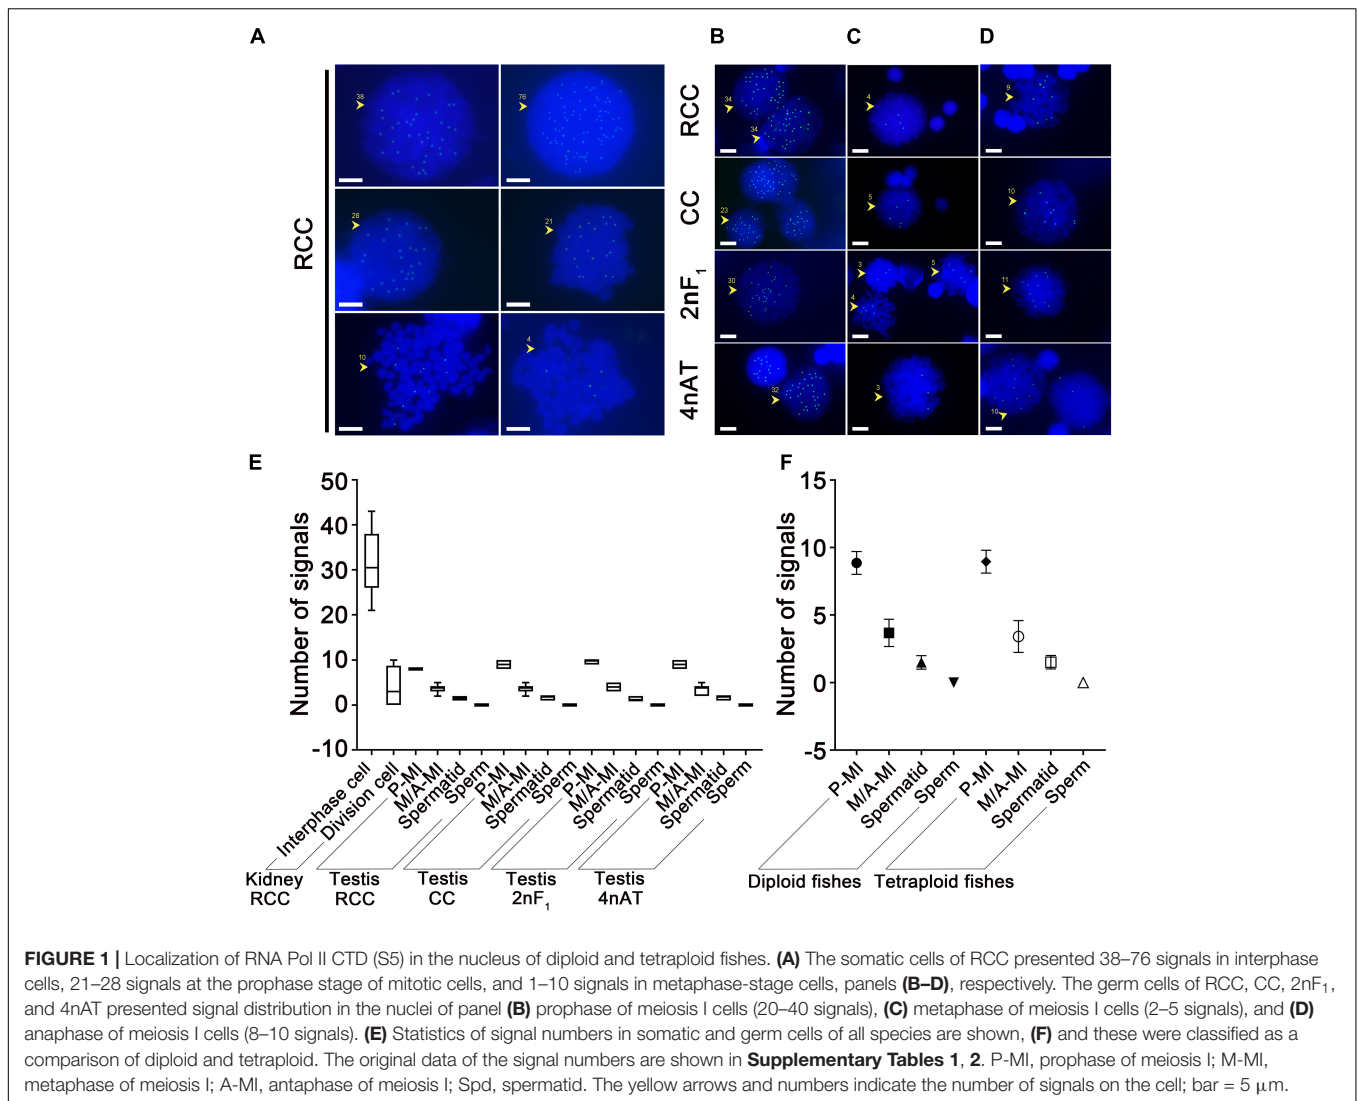 A
B
C
D
RCC
38
76
28
21
10
4
RCC
34
34
4
9
CC
23
5
10
2nF1
30
3
5
4
11
4nAT
32
3
10
E
Number of signals
50
40
30
20
10
0
-10
Interphase cell
Division cell
P-MI
M/A-MI
Spermatid
Sperm
P-MI
M/A-MI
Spermatid
Sperm
P-MI
M/A-MI
Spermatid
Sperm
P-MI
M/A-MI
Spermatid
Sperm
Kidney
RCC
Testis
RCC
Testis
CC
Testis
2nF1
Testis
4nAT
F
Number of signals
15
10
5
0
-5
P-MI
M/A-MI
Spermatid
Sperm
P-MI
M/A-MI
Spermatid
Sperm
Diploid fishes
Tetraploid fishes
FIGURE 1 | Localization of RNA Pol II CTD (S5) in the nucleus of diploid and tetraploid fishes. (A) The somatic cells of RCC presented 38–76 signals in interphase
cells, 21–28 signals at the prophase stage of mitotic cells, and 1–10 signals in metaphase-stage cells, panels (B–D), respectively. The germ cells of RCC, CC, 2nF1,
and 4nAT presented signal distribution in the nuclei of panel (B) prophase of meiosis I cells (20–40 signals), (C) metaphase of meiosis I cells (2–5 signals), and (D)
anaphase of meiosis I cells (8–10 signals). (E) Statistics of signal numbers in somatic and germ cells of all species are shown, (F) and these were classified as a
comparison of diploid and tetraploid. The original data of the signal numbers are shown in Supplementary Tables 1, 2. P-MI, prophase of meiosis I; M-MI,
metaphase of meiosis I; A-MI, antaphase of meiosis I; Spd, spermatid. The yellow arrows and numbers indicate the number of signals on the cell; bar = 5 μm.